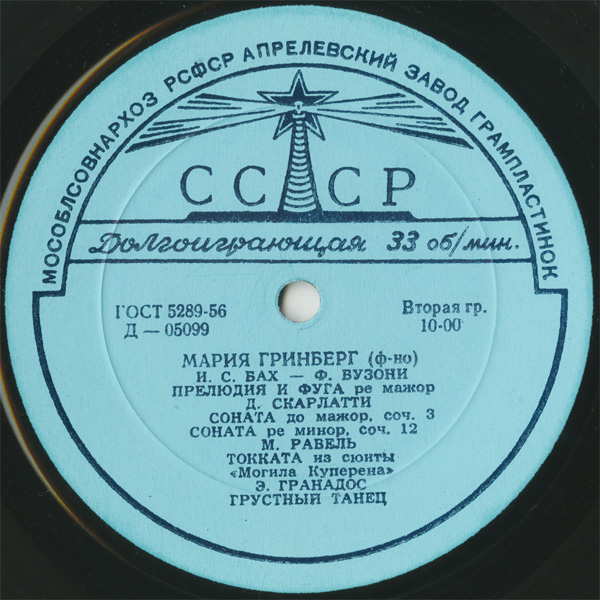 МОСОБЛСОВНАРХОЗ РСФСР АПРЕЛЕВСКИЙ ЗАВОД ГРАМПЛАСТИНОК
СССР
Долгоиграющая 33 об/мин.
ГОСТ 5289-56
Д — 05099
Вторая гр.
10-00
МАРИЯ ГРИНБЕРГ (ф-но)
И. С. БАХ — Ф. БУЗОНИ
ПРЕЛЮДИЯ И ФУГА ре мажор
Д. СКАРЛАТТИ
СОНАТА до мажор, соч. 3
СОНАТА ре минор, соч. 12
М. РАВЕЛЬ
ТОККАТА из сюиты
«Могила Куперена»
Э. ГРАНАДОС
ГРУСТНЫЙ ТАНЕЦ